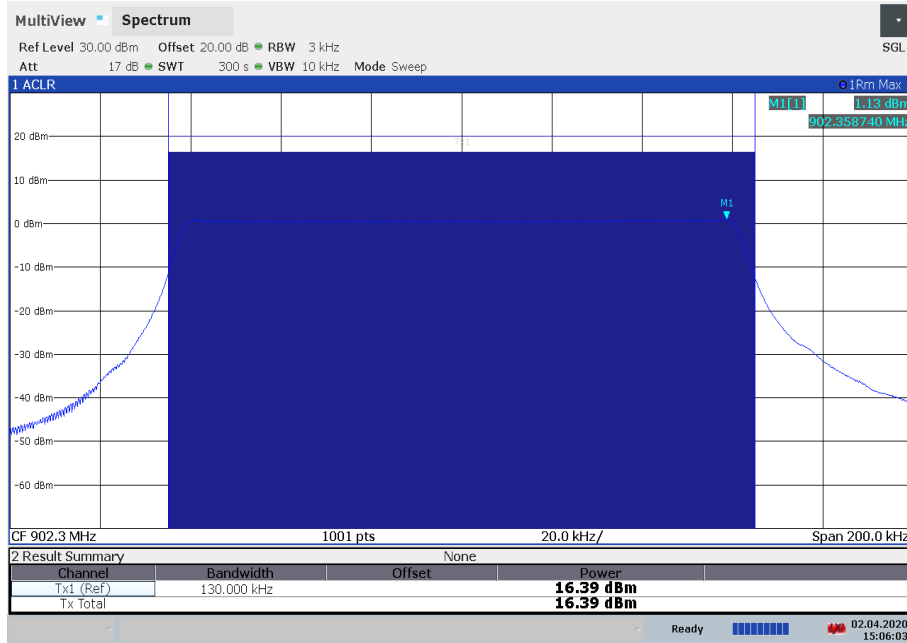 MultiView Spectrum
Ref Level 30.00 dBm Offset 20.00 dB RBW 3 kHz
SGL
Att 17 dB SWT 300 s VBW 10 kHz Mode Sweep
1 ACLR 1Rm Max
M1[1] 1.13 dBm
902.358740 MHz
20 dBm
Tx1
10 dBm
M1
0 dBm
-10 dBm
-20 dBm
-30 dBm
-40 dBm
-50 dBm
-60 dBm
CF 902.3 MHz 1001 pts 20.0 kHz/ Span 200.0 kHz
2 Result Summary None
Channel Bandwidth Offset Power
Tx1 (Ref) 130.000 kHz 16.39 dBm
Tx Total 16.39 dBm
Ready 02.04.2020
15:06:03